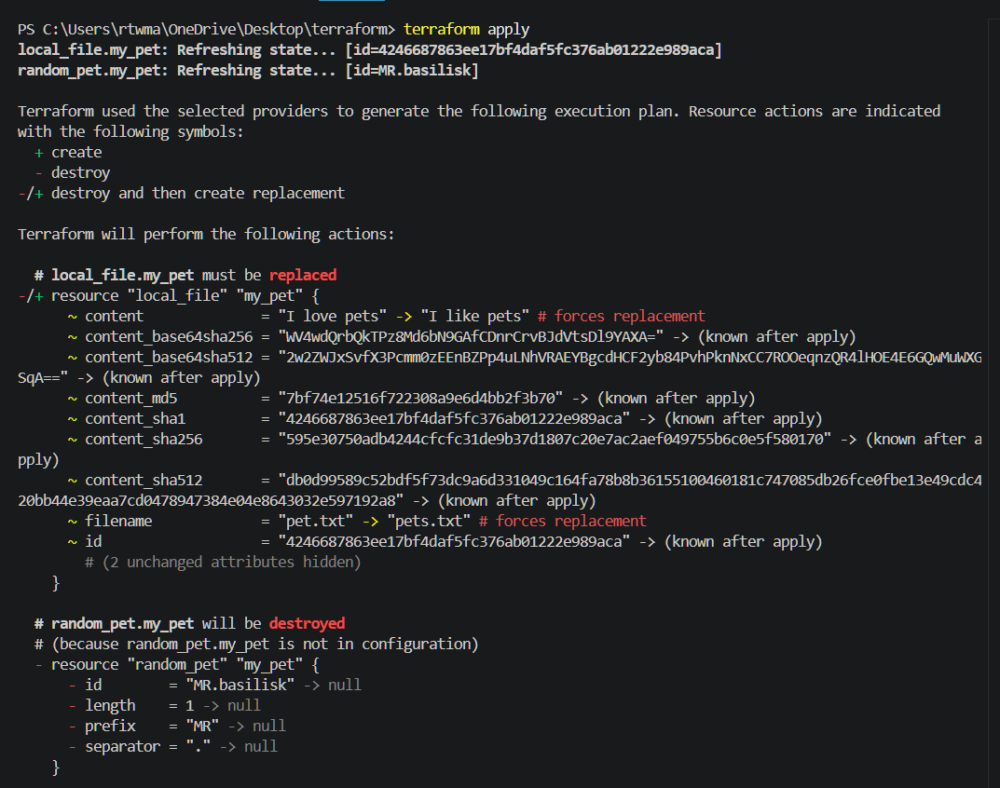 PS C:\Users\rtwma\OneDrive\Desktop\terraform> terraform apply
local_file.my_pet: Refreshing state... [id=4246687863ee17bf4daf5fc376ab01222e989aca]
random_pet.my_pet: Refreshing state... [id=MR.basilisk]

Terraform used the selected providers to generate the following execution plan. Resource actions are indicated
with the following symbols:
  + create
  - destroy
-/+ destroy and then create replacement

Terraform will perform the following actions:

  # local_file.my_pet must be replaced
-/+ resource "local_file" "my_pet" {
      ~ content              = "I love pets" -> "I like pets" # forces replacement
      ~ content_base64sha256 = "WV4wdQrbQkTPz8Md6bN9GAfCDnrCrvBJdVtsDl9YAXA=" -> (known after apply)
      ~ content_base64sha512 = "2w2ZWJxSvfX3Pcmm0zEEnBZPp4uLNhVRAEYBgcdHCF2yb84PvhPknNxCC7ROOeqnzQR4lHOE4E6GQwMuWXG
SqA==" -> (known after apply)
      ~ content_md5          = "7bf74e12516f722308a9e6d4bb2f3b70" -> (known after apply)
      ~ content_sha1         = "4246687863ee17bf4daf5fc376ab01222e989aca" -> (known after apply)
      ~ content_sha256       = "595e30750adb4244cfcfc31de9b37d1807c20e7ac2aef049755b6c0e5f580170" -> (known after a
pply)
      ~ content_sha512       = "db0d99589c52bdf5f73dc9a6d331049c164fa78b8b36155100460181c747085db26fce0fbe13e49cdc4
20bb44e39eaa7cd0478947384e04e8643032e597192a8" -> (known after apply)
      ~ filename             = "pet.txt" -> "pets.txt" # forces replacement
      ~ id                   = "4246687863ee17bf4daf5fc376ab01222e989aca" -> (known after apply)
        # (2 unchanged attributes hidden)
    }

  # random_pet.my_pet will be destroyed
  # (because random_pet.my_pet is not in configuration)
  - resource "random_pet" "my_pet" {
      - id        = "MR.basilisk" -> null
      - length    = 1 -> null
      - prefix    = "MR" -> null
      - separator = "." -> null
    }